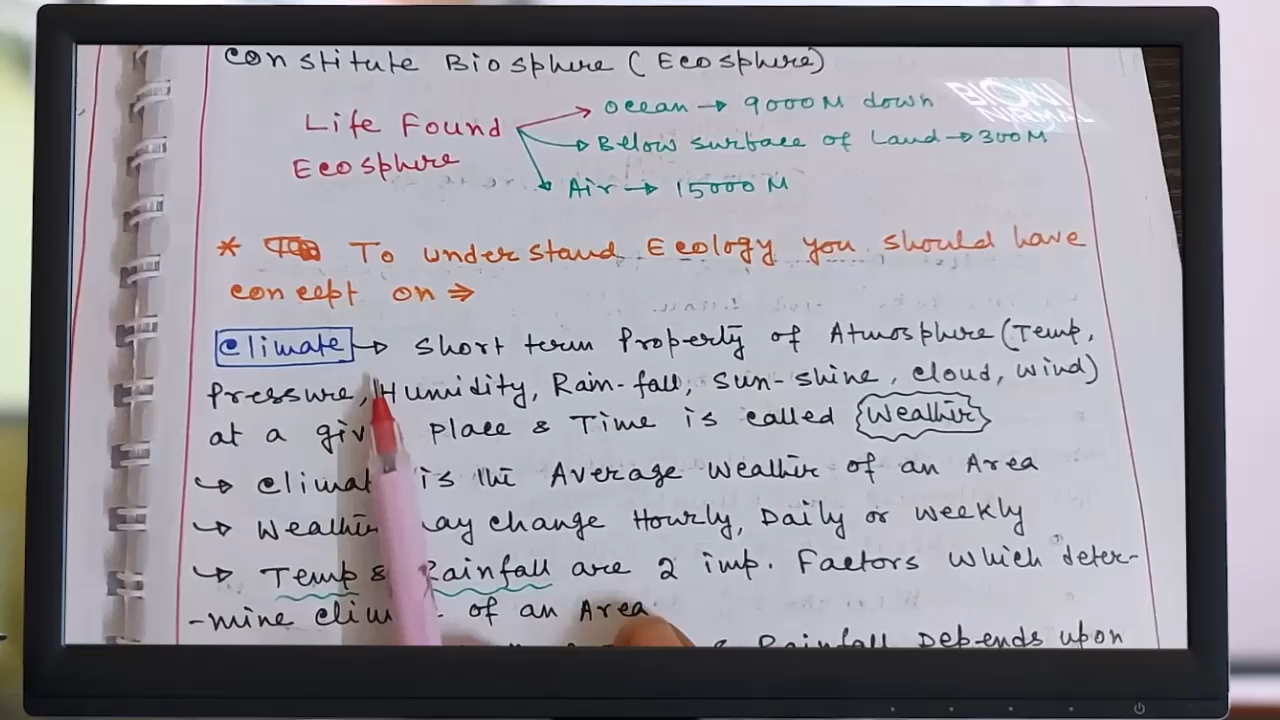 Constitute Biosphere (Ecosphere)
Life Found Ecosphere
Ocean → 9000M down
Below surface of Land → 300M
Air → 15000 M
* To understand Ecology you should have
concept on ⇒
Climate → Short term Property of Atmosphere (Temp,
Pressure, Humidity, Rain-fall, Sun-shine, cloud, wind)
at a giv place & Time is called Weather
↳ climat is the Average weather of an Area
↳ Weather ay change Hourly, Daily or weekly
↳ Temp & Rainfall are 2 imp. Factors which deter-
-mine clim of an Area
& Rainfall Depends upon